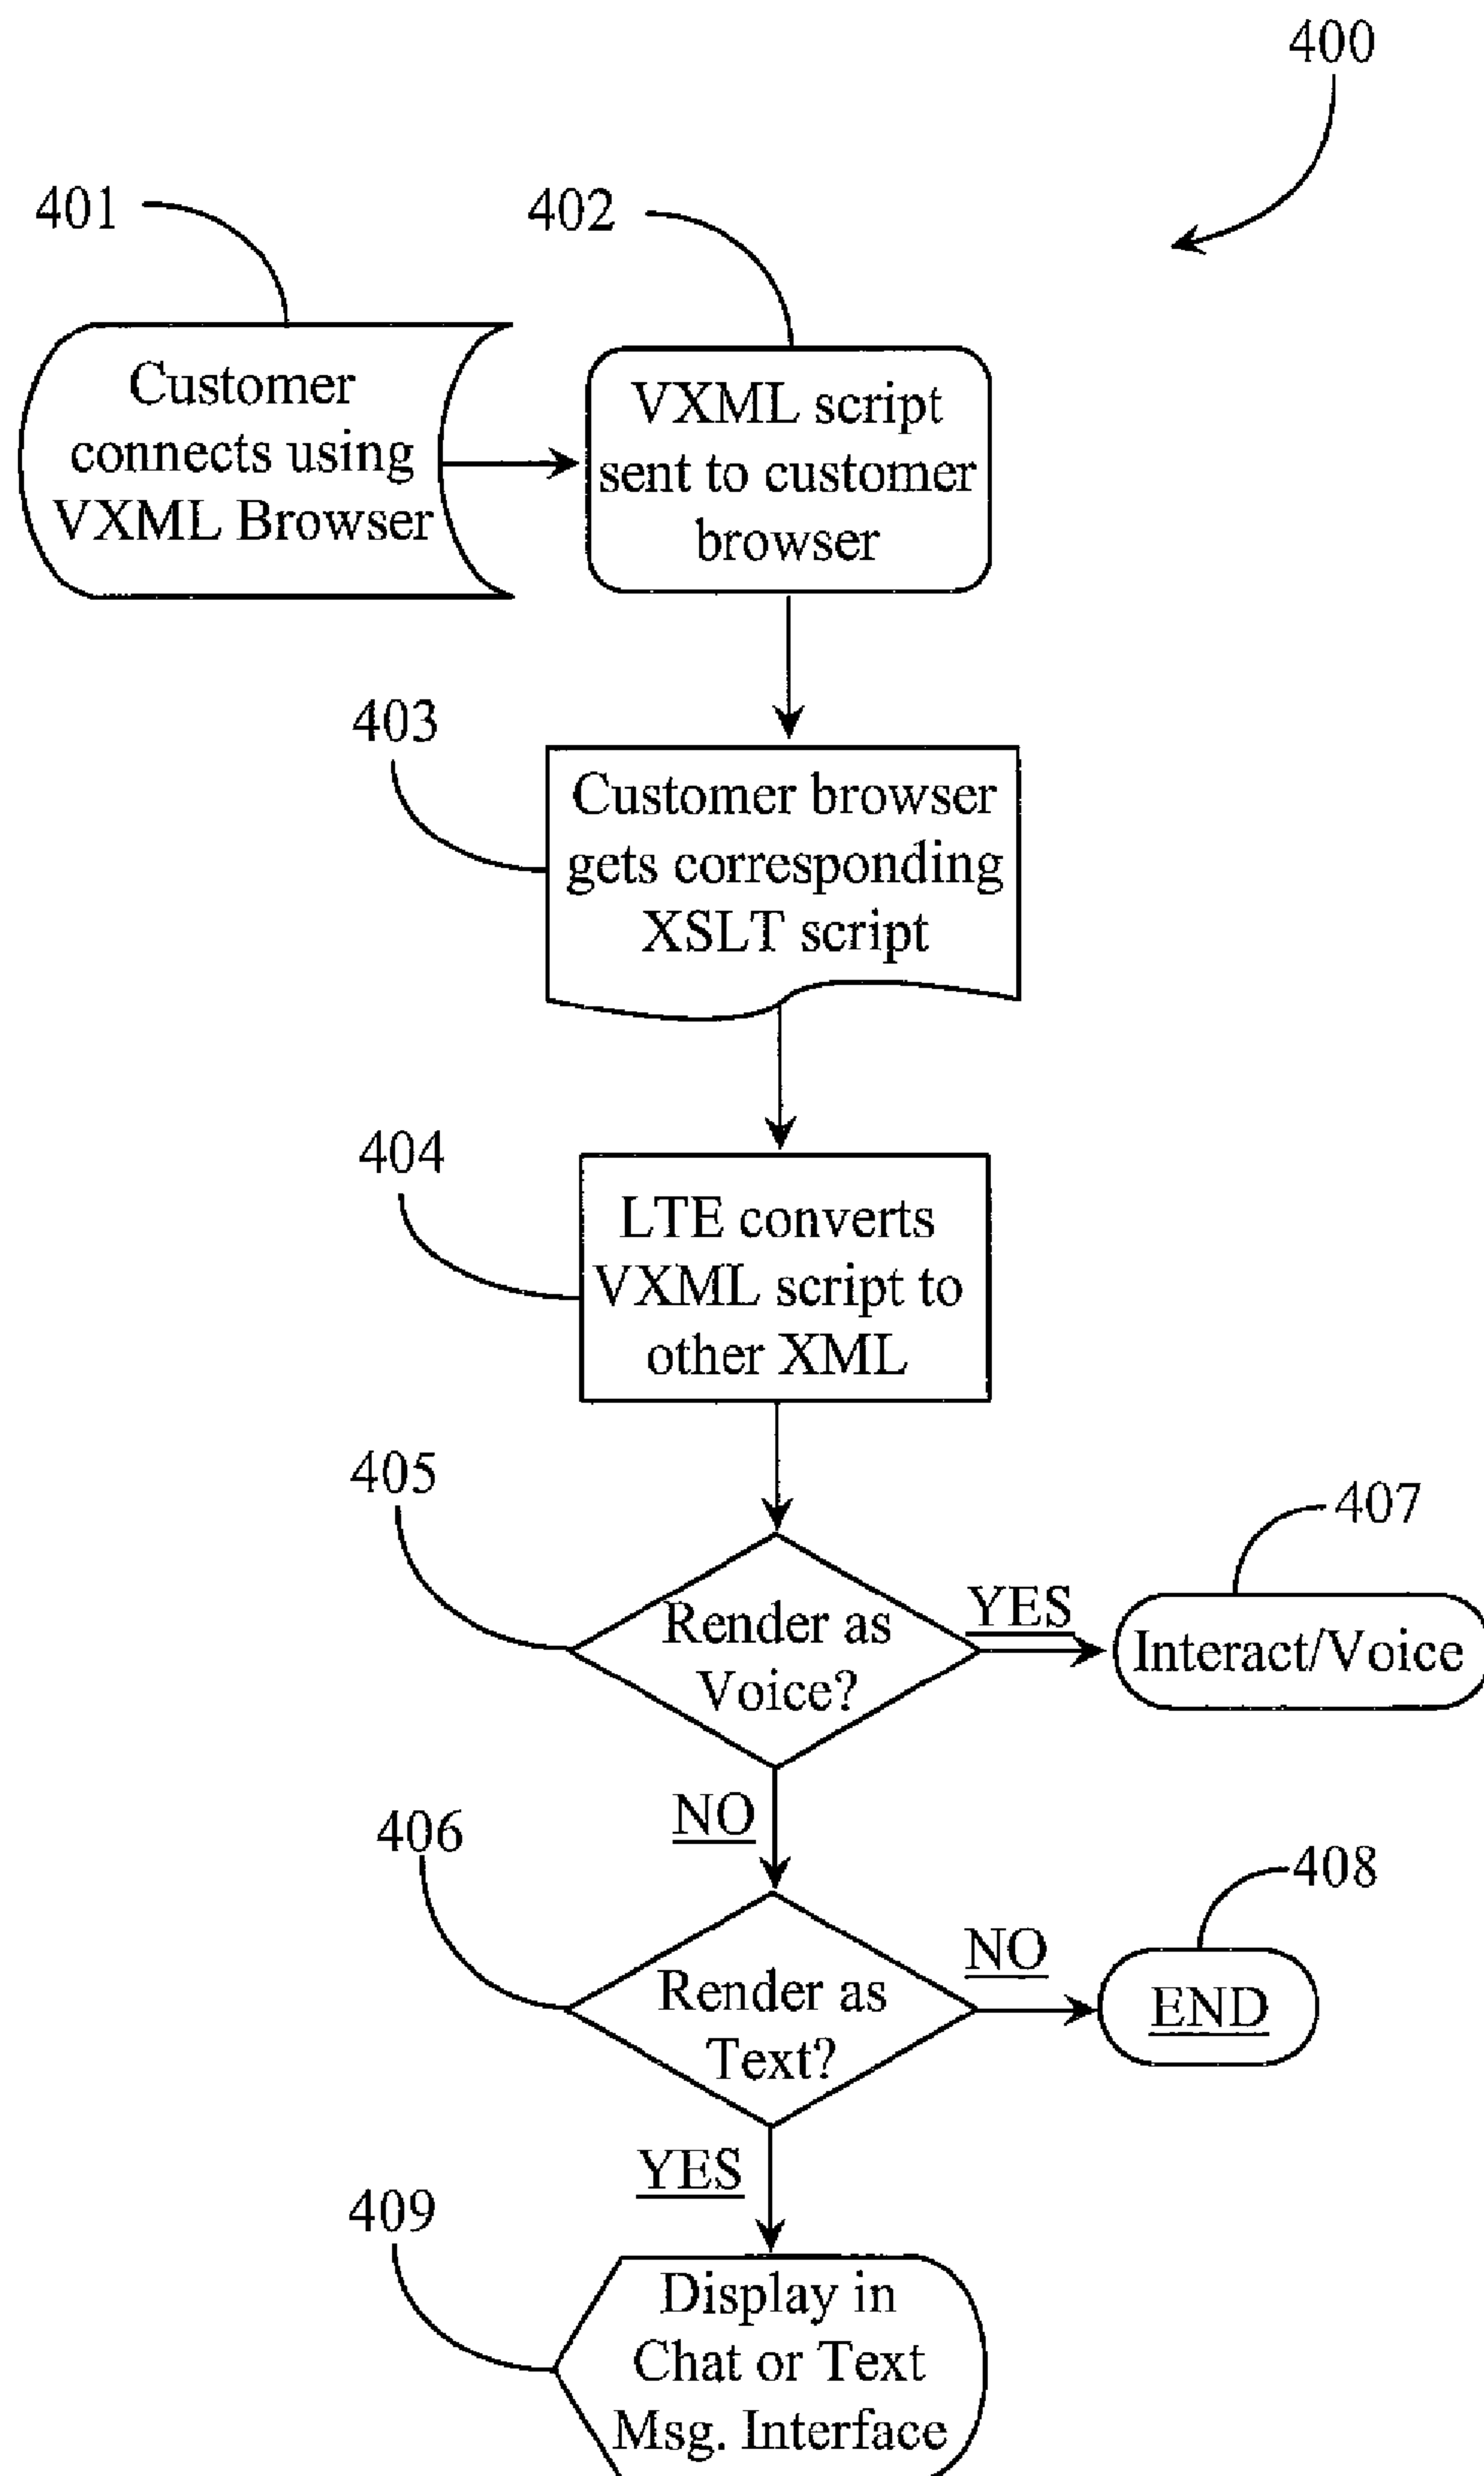 400
401
402
Customer
connects using
VXML Browser
VXML script
sent to customer
browser
403
Customer browser
gets corresponding
XSLT script
404
LTE converts
VXML script to
other XML
405
Render as
Voice?
YES
407
Interact/Voice
NO
406
Render as
Text?
NO
408
END
YES
409
Display in
Chat or Text
Msg. Interface